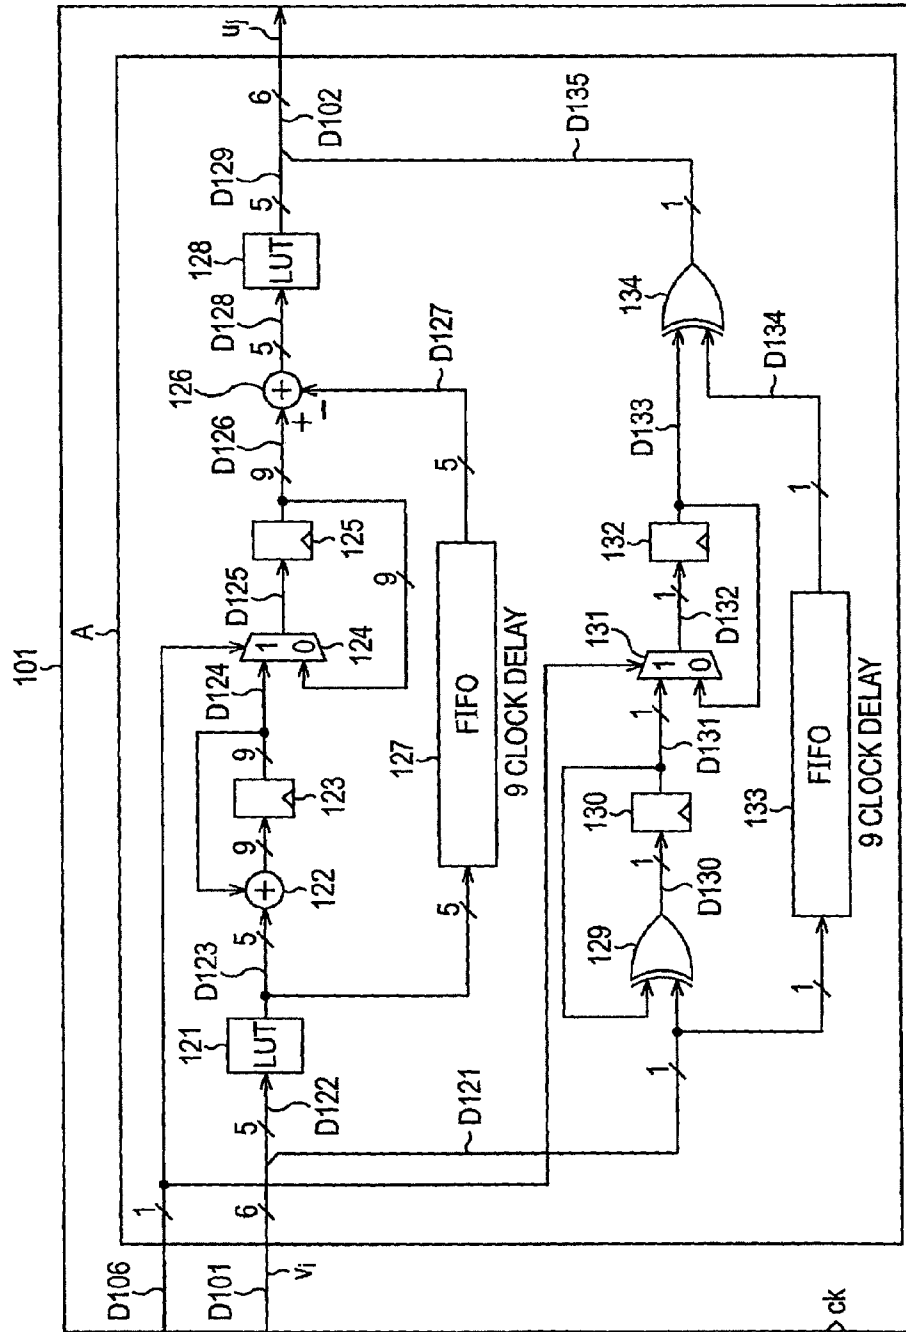 101
A
D106
1
D101
6
vi
D122
5
121
LUT
D123
5
122
+
9
123
9
D124
1
0
124
D125
125
9
D126
9
126
+
+
−
D128
5
128
LUT
D129
5
D102
6
uj
5
127
FIFO
9 CLOCK DELAY
5
D127
D121
1
129
D130
1
130
D131
1
131
1
0
D132
1
132
D133
134
1
D135
1
133
FIFO
9 CLOCK DELAY
1
D134
ck